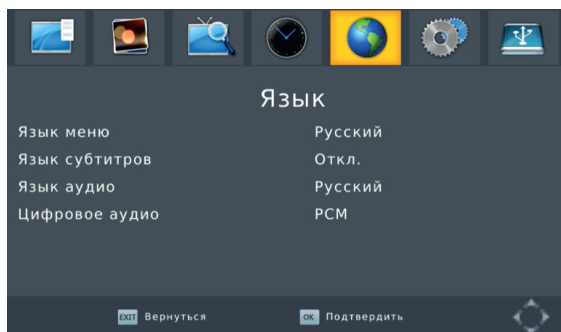 Язык
Язык меню Русский
Язык субтитров Откл.
Язык аудио Русский
Цифровое аудио PCM
EXIT Вернуться OK Подтвердить